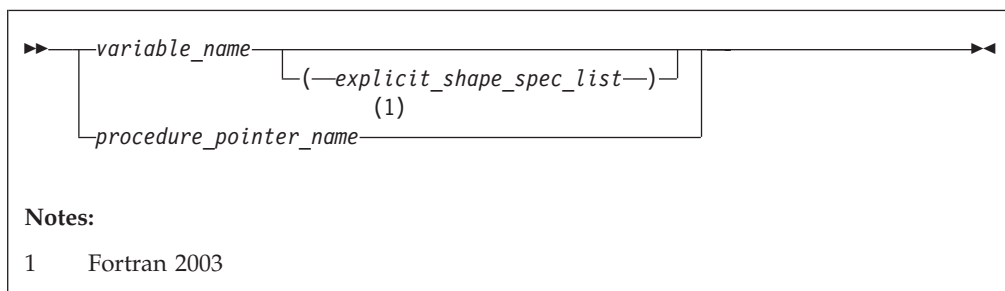 variable_name
(explicit_shape_spec_list)
(1)
procedure_pointer_name
Notes:
1 Fortran 2003